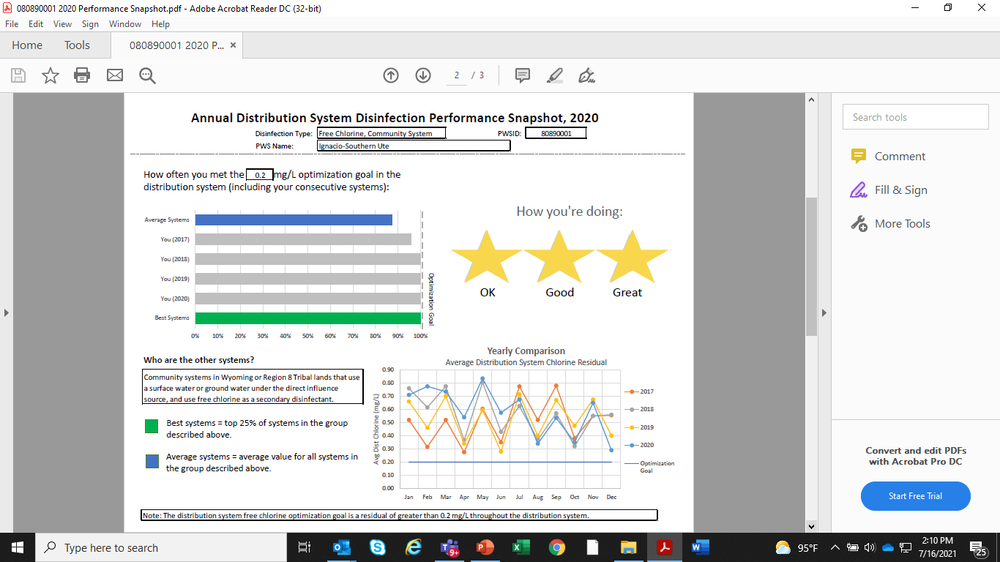 080890001 2020 Performance Snapshot.pdf - Adobe Acrobat Reader DC (32-bit)
File Edit View Sign Window Help
Home Tools 080890001 2020 P... ×
2 / 3
Annual Distribution System Disinfection Performance Snapshot, 2020
Disinfection Type: Free Chlorine, Community System PWSID: 80890001
PWS Name: Ignacio-Southern Ute
How often you met the 0.2 mg/L optimization goal in the
distribution system (including your consecutive systems):
Average Systems
You (2017)
You (2018)
You (2019)
You (2020)
Best Systems
0% 10% 20% 30% 40% 50% 60% 70% 80% 90% 100%
Optimization Goal
How you're doing:
OK Good Great
Who are the other systems?
Community systems in Wyoming or Region 8 Tribal lands that use
a surface water or ground water under the direct influence
source, and use free chlorine as a secondary disinfectant.
Best systems = top 25% of systems in the group
described above.
Average systems = average value for all systems in
the group described above.
Yearly Comparison
Average Distribution System Chlorine Residual
Avg Dist Chlorine (mg/L)
0.90
0.80
0.70
0.60
0.50
0.40
0.30
0.20
0.10
0.00
Jan Feb Mar Apr May Jun Jul Aug Sep Oct Nov Dec
2017
2018
2019
2020
Optimization
Goal
Note: The distribution system free chlorine optimization goal is a residual of greater than 0.2 mg/L throughout the distribution system.
Search tools
Comment
Fill & Sign
More Tools
Convert and edit PDFs
with Acrobat Pro DC
Start Free Trial
Type here to search
9+
95°F
2:10 PM
7/16/2021
25